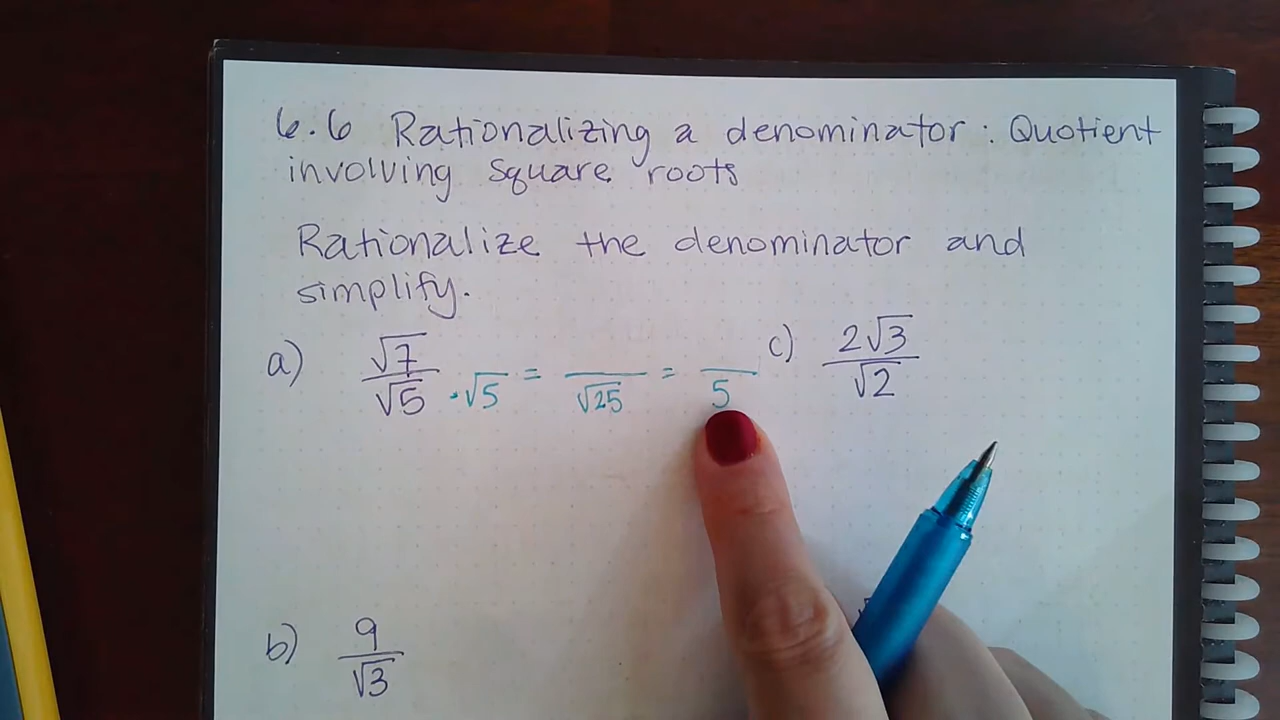 6.6 Rationalizing a denominator: Quotient
involving square roots
Rationalize the denominator and
simplify.
a) √7/√5 · √5 = /√25 = /5
c) 2√3/√2
b) 9/√3